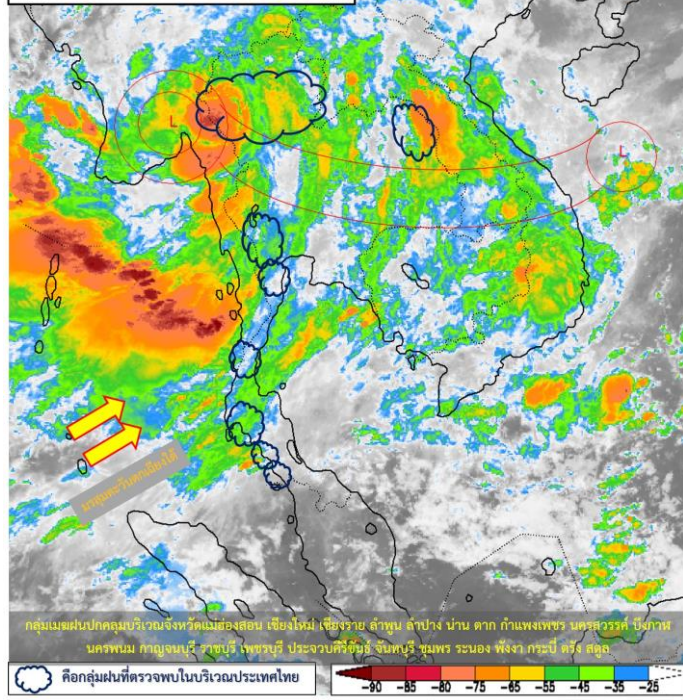 L
L
มรสุมตะวันตกเฉียงใต้
กลุ่มเมฆฝนปกคลุมบริเวณจังหวัดแม่ฮ่องสอน เชียงใหม่ เชียงราย ลำพูน ลำปาง น่าน ตาก กำแพงเพชร นครสวรรค์ บึงกาฬ
นครพนม กาญจนบุรี ราชบุรี เพชรบุรี ประจวบคีรีขันธ์ จันทบุรี ชุมพร ระนอง พังงา กระบี่ ตรัง สตูล
คือกลุ่มฝนที่ตรวจพบในบริเวณประเทศไทย
-90 -85 -80 -75 -65 -55 -45 -35 -25